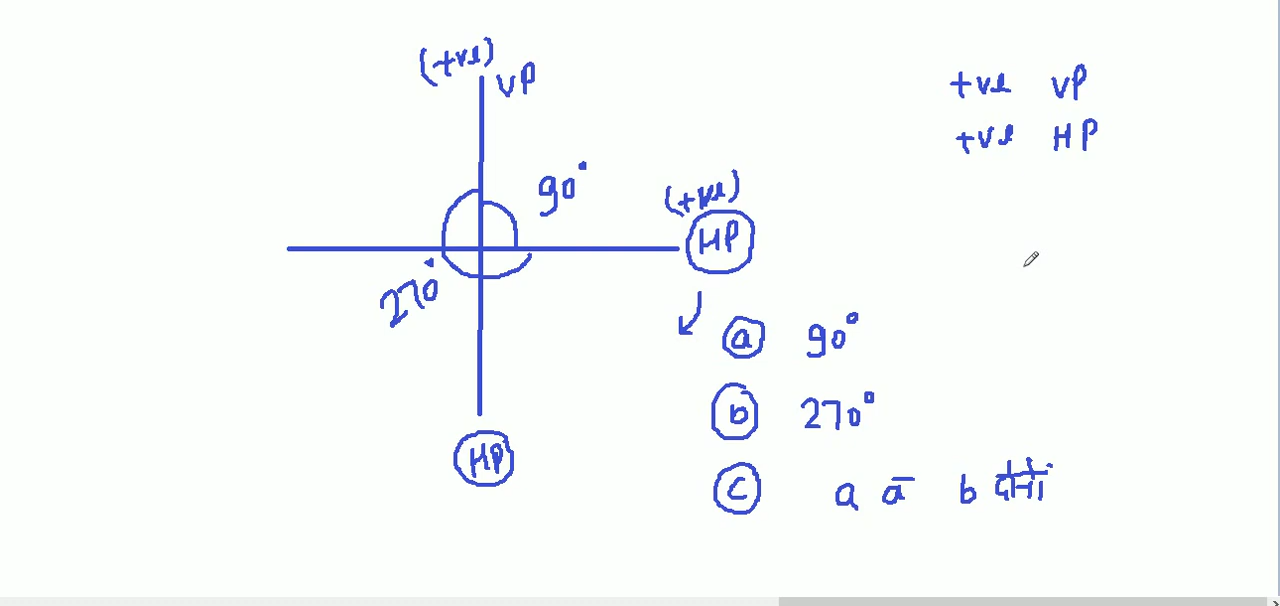 (+ve)
VP
+ve VP
+ve HP
90°
(+ve)
HP
270°
a 90°
b 270°
HP
c a b